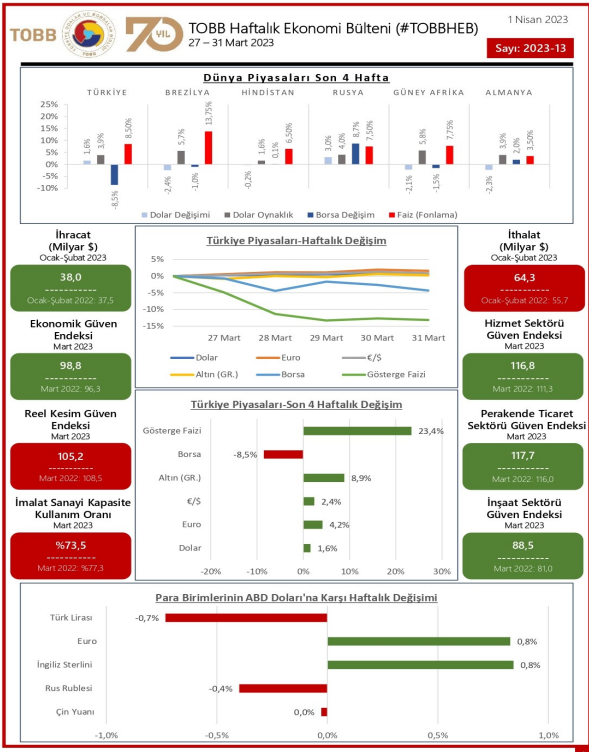 TOBB
70 YIL
TOBB Haftalık Ekonomi Bülteni (#TOBBHEB)
27 – 31 Mart 2023
1 Nisan 2023
Sayı: 2023-13
Dünya Piyasaları Son 4 Hafta
TÜRKİYE BREZİLYA HİNDİSTAN RUSYA GÜNEY AFRİKA ALMANYA
25%
20%
15%
10%
5%
0%
-5%
-10%
1,6% 3,9% -8,5% 8,50%
-2,4% 5,7% -1,0% 13,75%
-0,2% 1,6% 0,1% 6,50%
3,0% 4,0% 8,7% 7,50%
-2,1% 5,8% -1,5% 7,75%
-2,3% 3,9% 2,0% 3,50%
Dolar Değişimi Dolar Oynaklık Borsa Değişim Faiz (Fonlama)
İhracat
(Milyar $)
Ocak-Şubat 2023
38,0
-----------
Ocak-Şubat 2022: 37,5
Ekonomik Güven
Endeksi
Mart 2023
98,8
-----------
Mart 2022: 96,3
Reel Kesim Güven
Endeksi
Mart 2023
105,2
-----------
Mart 2022: 108,5
İmalat Sanayi Kapasite
Kullanım Oranı
Mart 2023
%73,5
-----------
Mart 2022: %77,3
Türkiye Piyasaları-Haftalık Değişim
5%
0%
-5%
-10%
-15%
27 Mart 28 Mart 29 Mart 30 Mart 31 Mart
Dolar Euro €/$
Altın (GR.) Borsa Gösterge Faizi
Türkiye Piyasaları-Son 4 Haftalık Değişim
Gösterge Faizi 23,4%
Borsa -8,5%
Altın (GR.) 8,9%
€/$ 2,4%
Euro 4,2%
Dolar 1,6%
-20% -10% 0% 10% 20% 30%
İthalat
(Milyar $)
Ocak-Şubat 2023
64,3
-----------
Ocak-Şubat 2022: 55,7
Hizmet Sektörü
Güven Endeksi
Mart 2023
116,8
-----------
Mart 2022: 111,3
Perakende Ticaret
Sektörü Güven Endeksi
Mart 2023
117,7
-----------
Mart 2022: 116,0
İnşaat Sektörü
Güven Endeksi
Mart 2023
88,5
-----------
Mart 2022: 81,0
Para Birimlerinin ABD Doları'na Karşı Haftalık Değişimi
Türk Lirası -0,7%
Euro 0,8%
İngiliz Sterlini 0,8%
Rus Rublesi -0,4%
Çin Yuanı 0,0%
-1,0% -0,5% 0,0% 0,5% 1,0%